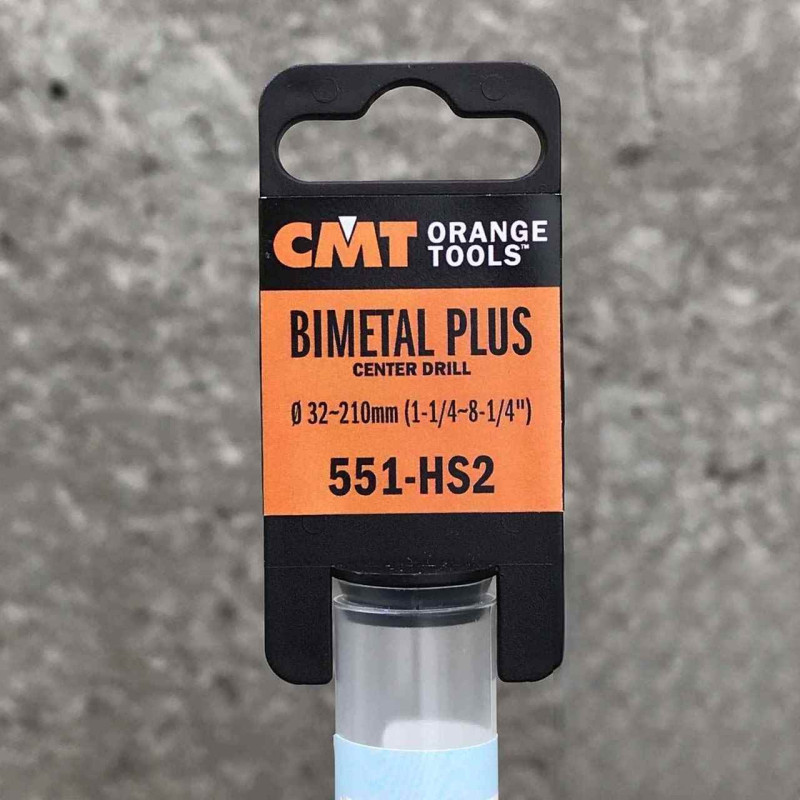 CMT ORANGE TOOLS™
BIMETAL PLUS
CENTER DRILL
Ø 32~210mm (1-1/4~8-1/4")
551-HS2